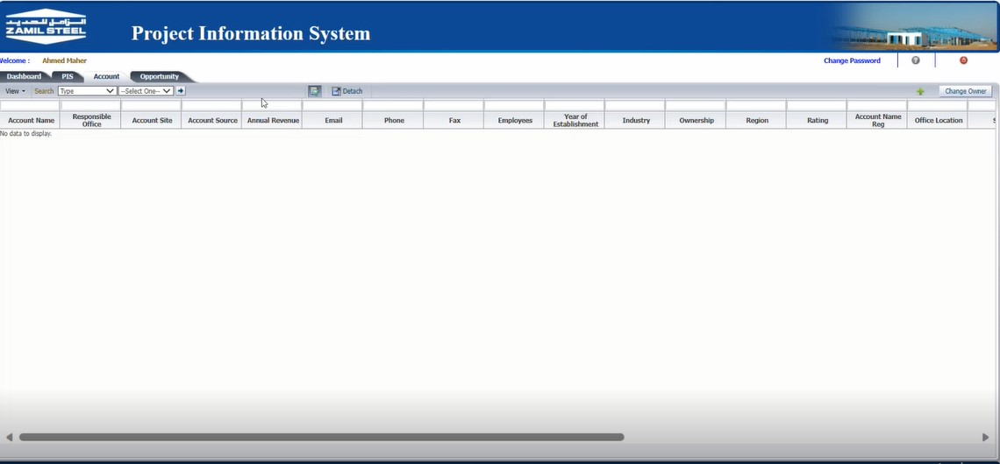 الزامل للحديد
ZAMIL STEEL
Project Information System
Welcome : Ahmed Maher
Change Password
Dashboard PIS Account Opportunity
View Search Type --Select One-- Detach Change Owner
Account Name Responsible Office Account Site Account Source Annual Revenue Email Phone Fax Employees Year of Establishment Industry Ownership Region Rating Account Name Reg Office Location S
No data to display.